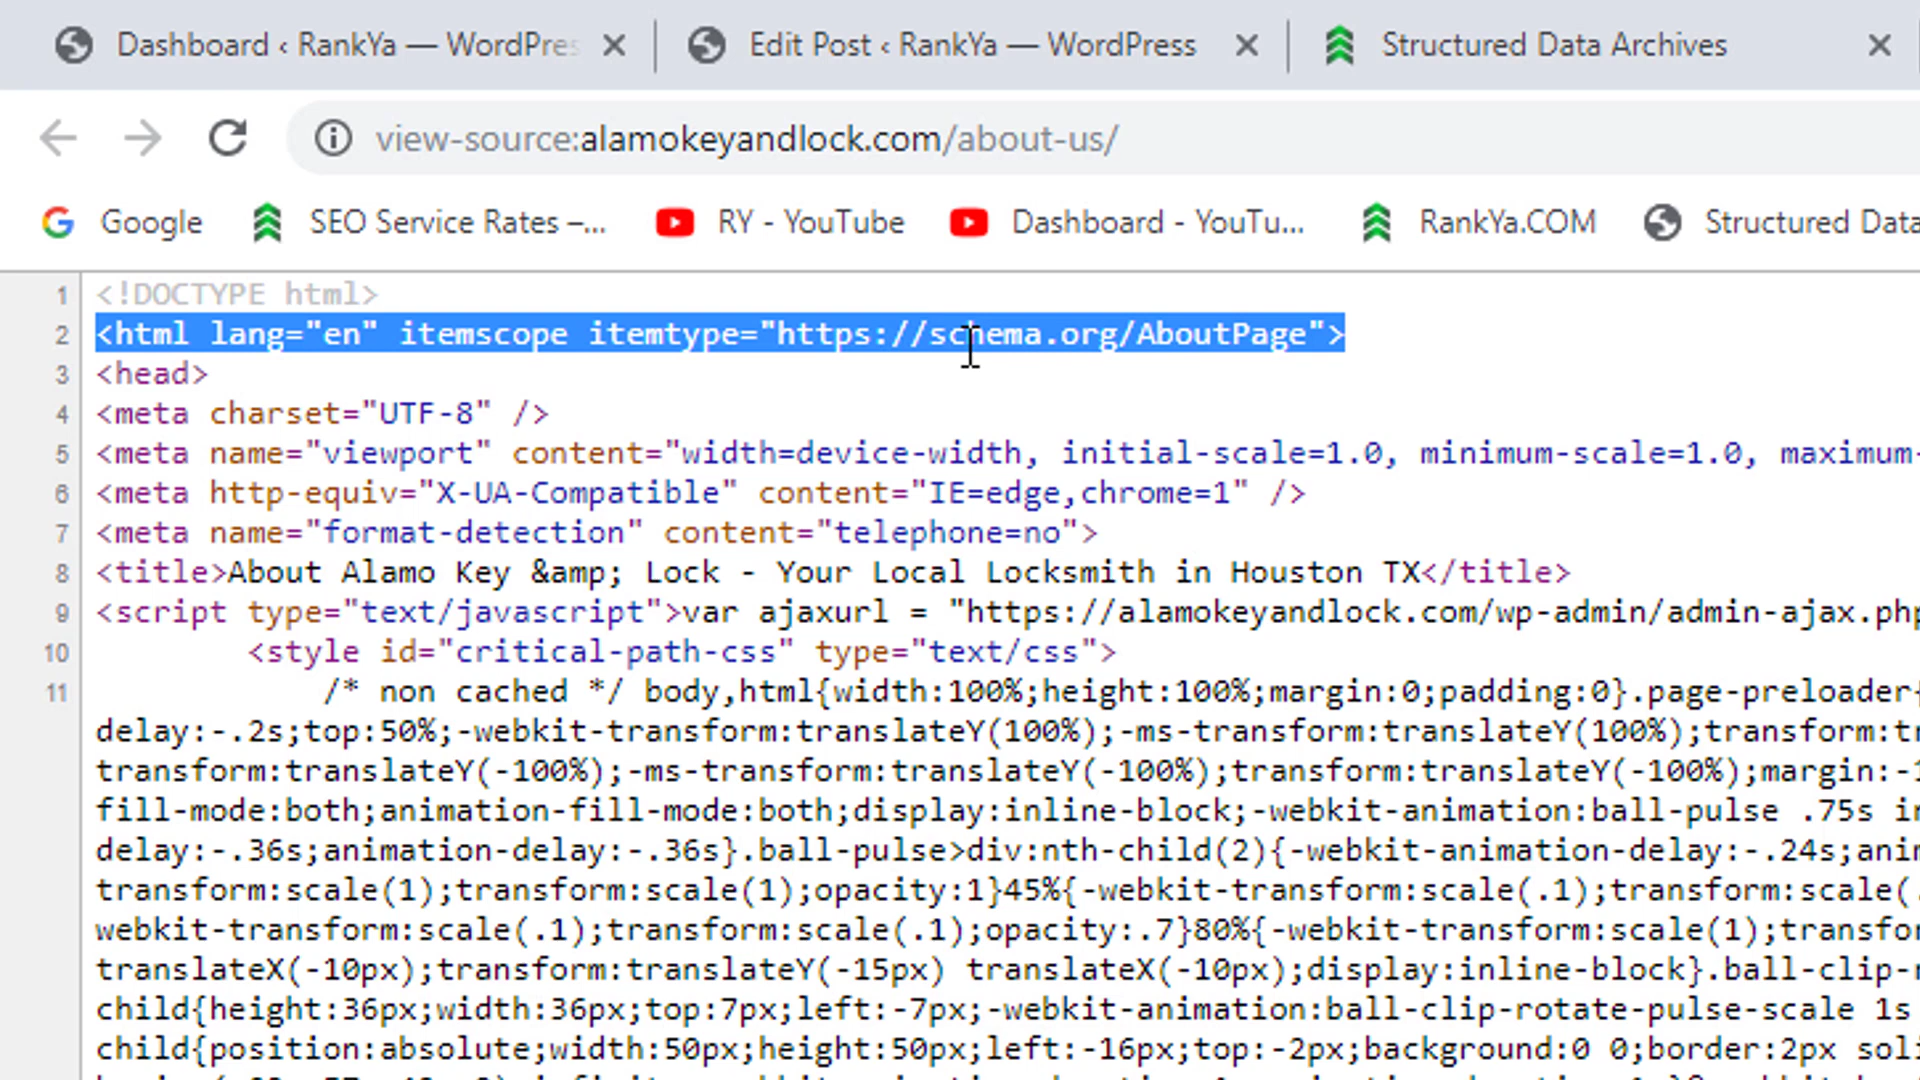 Dashboard ‹ RankYa — WordPres
Edit Post ‹ RankYa — WordPress
Structured Data Archives
view-source:alamokeyandlock.com/about-us/
Google
SEO Service Rates –...
RY - YouTube
Dashboard - YouTu...
RankYa.COM
Structured Data
1 <!DOCTYPE html>
2 <html lang="en" itemscope itemtype="https://schema.org/AboutPage">
3 <head>
4 <meta charset="UTF-8" />
5 <meta name="viewport" content="width=device-width, initial-scale=1.0, minimum-scale=1.0, maximum-
6 <meta http-equiv="X-UA-Compatible" content="IE=edge,chrome=1" />
7 <meta name="format-detection" content="telephone=no">
8 <title>About Alamo Key &amp; Lock - Your Local Locksmith in Houston TX</title>
9 <script type="text/javascript">var ajaxurl = "https://alamokeyandlock.com/wp-admin/admin-ajax.php
10 <style id="critical-path-css" type="text/css">
11 /* non cached */ body,html{width:100%;height:100%;margin:0;padding:0}.page-preloader{
delay:-.2s;top:50%;-webkit-transform:translateY(100%);-ms-transform:translateY(100%);transform:tr
transform:translateY(-100%);-ms-transform:translateY(-100%);transform:translateY(-100%);margin:-1
fill-mode:both;animation-fill-mode:both;display:inline-block;-webkit-animation:ball-pulse .75s in
delay:-.36s;animation-delay:-.36s}.ball-pulse>div:nth-child(2){-webkit-animation-delay:-.24s;anim
transform:scale(1);transform:scale(1);opacity:1}45%{-webkit-transform:scale(.1);transform:scale(.
webkit-transform:scale(.1);transform:scale(.1);opacity:.7}80%{-webkit-transform:scale(1);transfor
translateX(-10px);transform:translateY(-15px) translateX(-10px);display:inline-block}.ball-clip-r
child{height:36px;width:36px;top:7px;left:-7px;-webkit-animation:ball-clip-rotate-pulse-scale 1s
child{position:absolute;width:50px;height:50px;left:-16px;top:-2px;background:0 0;border:2px soli